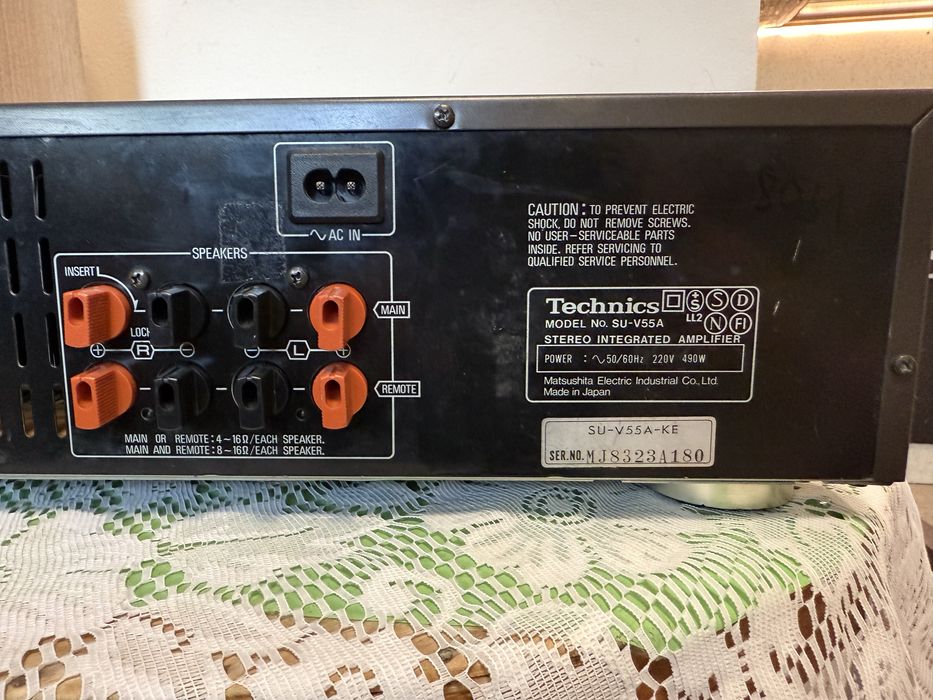 ∿ AC IN
SPEAKERS
INSERT
LOCK
MAIN
⊕ R ⊖ ⊖ L ⊕
REMOTE
MAIN OR REMOTE : 4~16Ω/EACH SPEAKER.
MAIN AND REMOTE : 8~16Ω/EACH SPEAKER.
CAUTION : TO PREVENT ELECTRIC
SHOCK, DO NOT REMOVE SCREWS.
NO USER-SERVICEABLE PARTS
INSIDE. REFER SERVICING TO
QUALIFIED SERVICE PERSONNEL.
Technics S S D
MODEL No. SU-V55A LL2 N FI
STEREO INTEGRATED AMPLIFIER
POWER : ∿50/60Hz 220V 490W
Matsushita Electric Industrial Co., Ltd.
Made in Japan
SU-V55A-KE
SER.NO. MJ8323A180